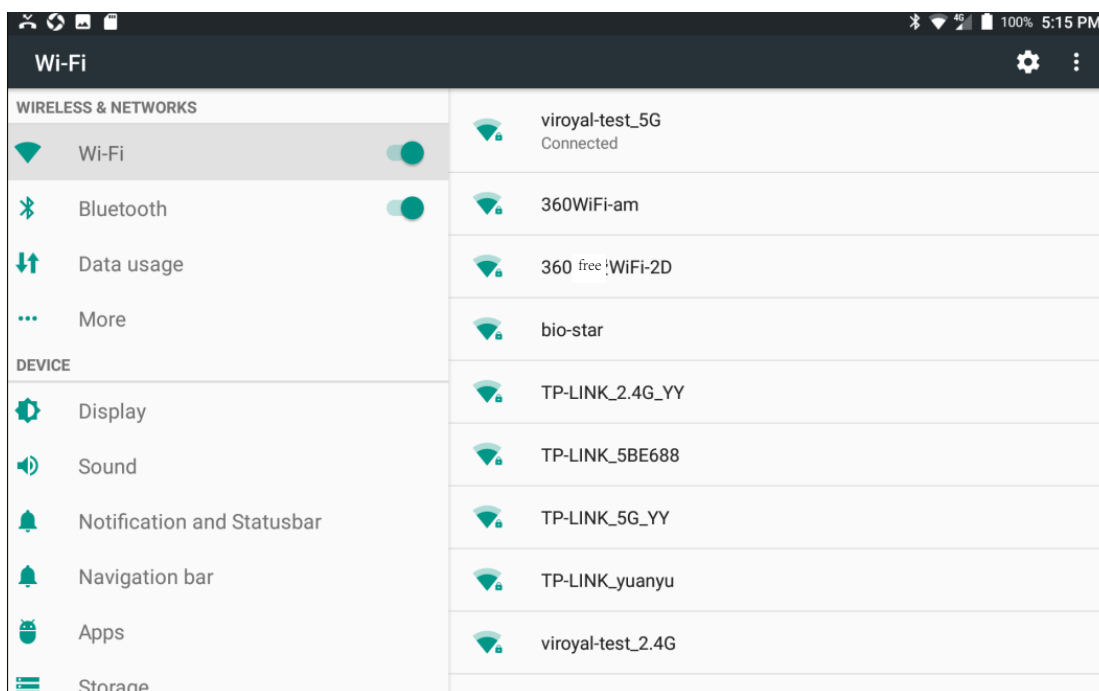 4G 100% 5:15 PM
Wi-Fi
WIRELESS & NETWORKS
Wi-Fi
Bluetooth
Data usage
More
DEVICE
Display
Sound
Notification and Statusbar
Navigation bar
Apps
Storage
viroyal-test_5G
Connected
360WiFi-am
360 free WiFi-2D
bio-star
TP-LINK_2.4G_YY
TP-LINK_5BE688
TP-LINK_5G_YY
TP-LINK_yuanyu
viroyal-test_2.4G